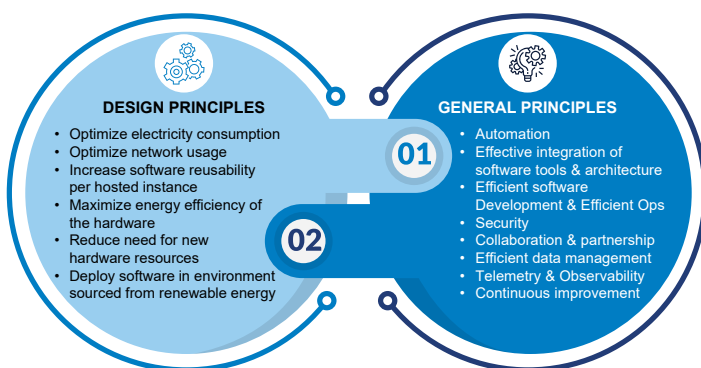 DESIGN PRINCIPLES
• Optimize electricity consumption
• Optimize network usage
• Increase software reusability
per hosted instance
• Maximize energy efficiency of
the hardware
• Reduce need for new
hardware resources
• Deploy software in environment
sourced from renewable energy
01
02
GENERAL PRINCIPLES
• Automation
• Effective integration of
software tools & architecture
• Efficient software
Development & Efficient Ops
• Security
• Collaboration & partnership
• Efficient data management
• Telemetry & Observability
• Continuous improvement